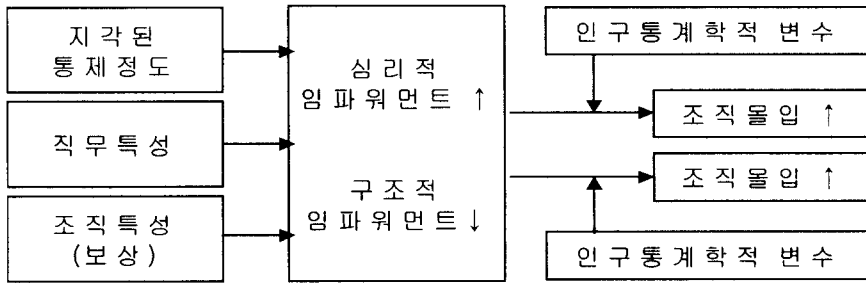 지각된
통제정도
직무특성
조직특성
(보상)
심리적
임파워먼트 ↑
구조적
임파워먼트↓
인구통계학적 변수
조직몰입 ↑
조직몰입 ↑
인구통계학적 변수